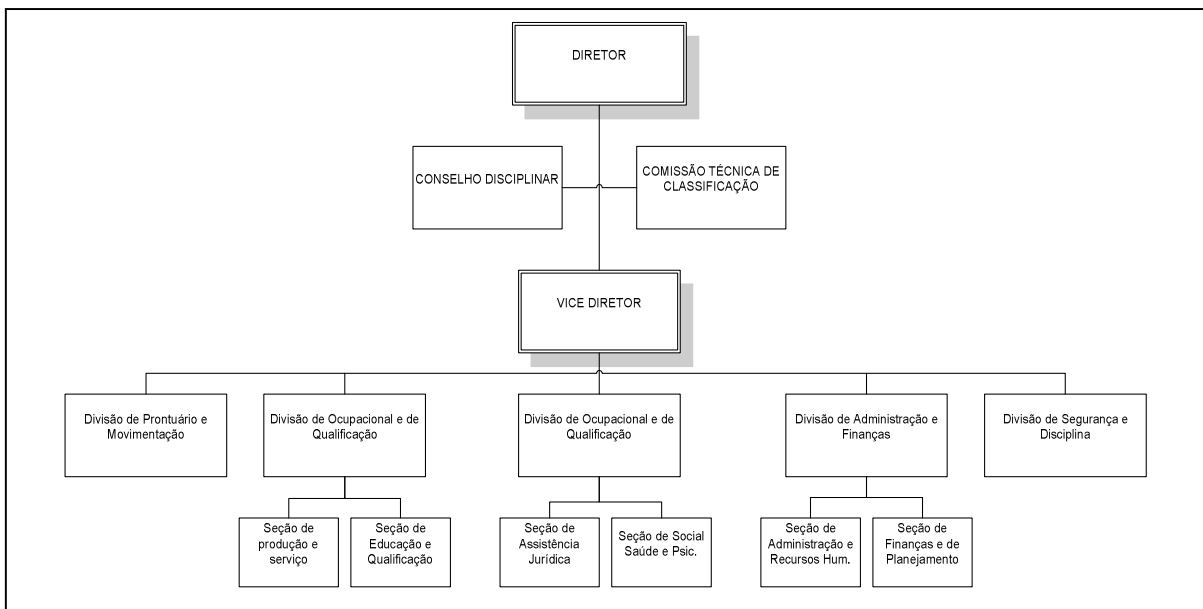 DIRETOR
CONSELHO DISCIPLINAR
COMISSÃO TÉCNICA DE
CLASSIFICAÇÃO
VICE DIRETOR
Divisão de Prontuário e
Movimentação
Divisão de Ocupacional e de
Qualificação
Divisão de Ocupacional e de
Qualificação
Divisão de Administração e
Finanças
Divisão de Segurança e
Disciplina
Seção de
produção e
serviço
Seção de
Educação e
Qualificação
Seção de
Assistência
Jurídica
Seção de Social
Saúde e Psic.
Seção de
Administração e
Recursos Hum.
Seção de
Finanças e de
Planejamento